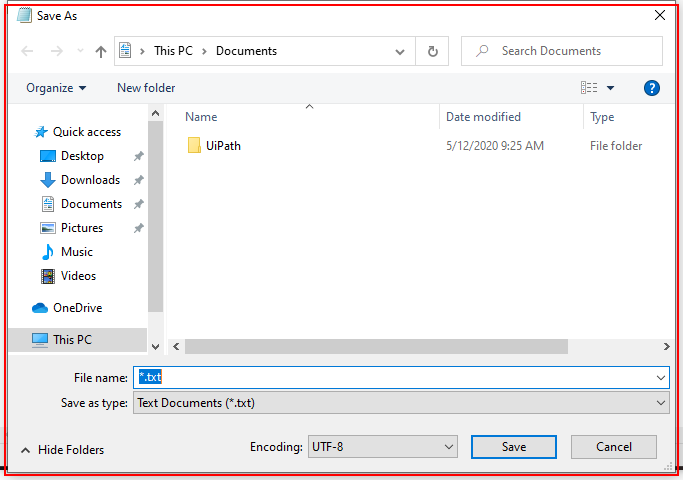 Save As
This PC > Documents
Search Documents
Organize
New folder
Name
Date modified
Type
Quick access
Desktop
Downloads
Documents
Pictures
Music
Videos
OneDrive
This PC
UiPath
5/12/2020 9:25 AM
File folder
File name:
*.txt
Save as type:
Text Documents (*.txt)
Hide Folders
Encoding:
UTF-8
Save
Cancel